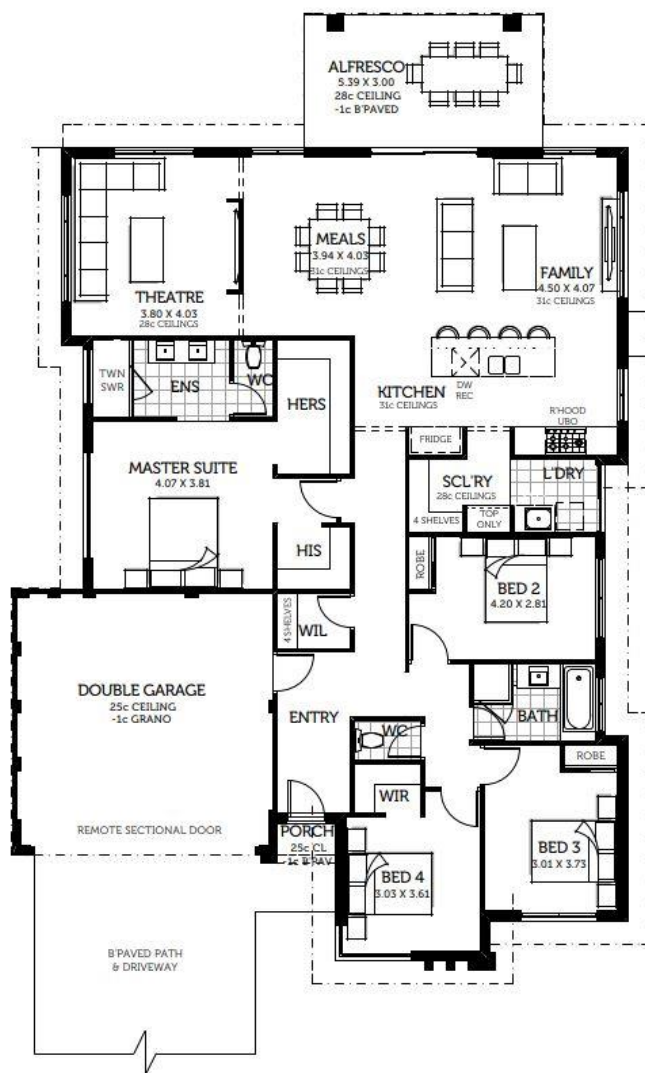 ALFRESCO
5.39 X 3.00
28c CEILING
-1c B'PAVED
THEATRE
3.80 X 4.03
28c CEILINGS
MEALS
3.94 X 4.03
31c CEILINGS
FAMILY
4.50 X 4.07
31c CEILINGS
TWN
SWR
ENS
WC
HERS
KITCHEN
31c CEILINGS
DW
REC
R'HOOD
UBO
FRIDGE
MASTER SUITE
4.07 X 3.81
SCL'RY
28c CEILINGS
4 SHELVES
TOP
ONLY
L'DRY
HIS
ROBE
BED 2
4.20 X 2.81
4 SHELVES
WIL
DOUBLE GARAGE
25c CEILING
-1c GRANO
ENTRY
BATH
WC
ROBE
WIR
REMOTE SECTIONAL DOOR
PORCH
25c CL
-1c B'PAV
BED 4
3.03 X 3.61
BED 3
3.01 X 3.73
B'PAVED PATH
& DRIVEWAY